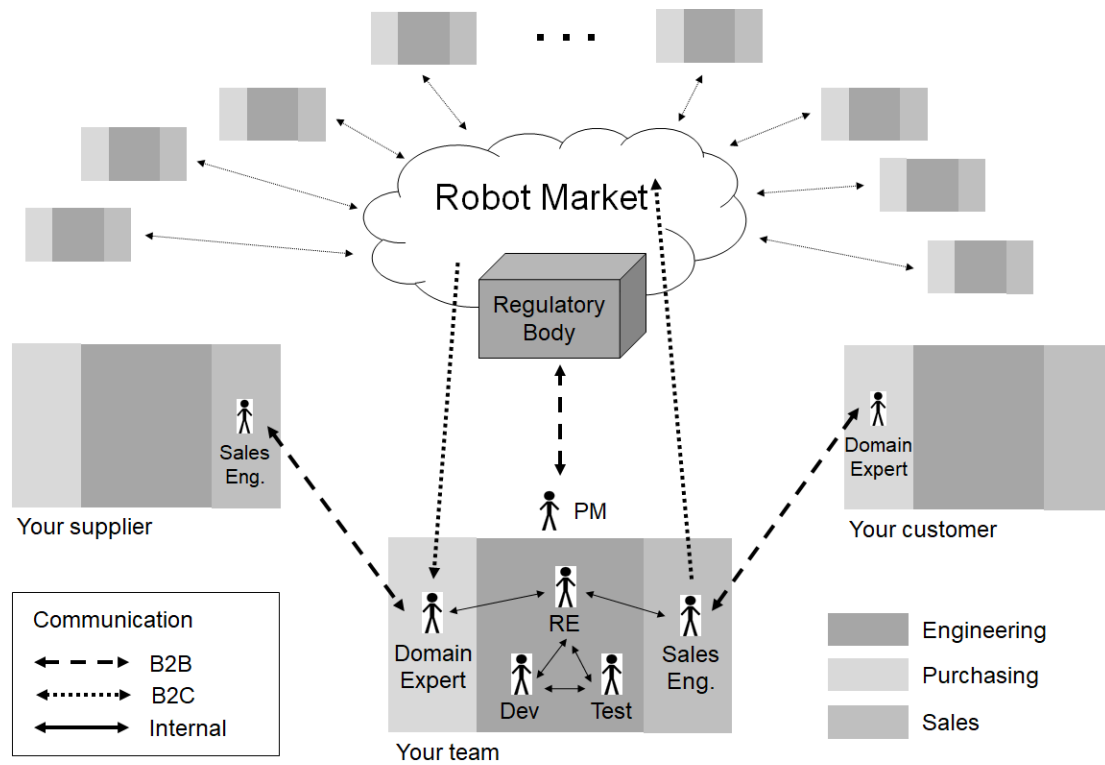 . . .
Robot Market
Regulatory
Body
Sales
Eng.
Domain
Expert
Your supplier
PM
Your customer
RE
Domain
Expert
Sales
Eng.
Dev
Test
Your team
Communication
B2B
B2C
Internal
Engineering
Purchasing
Sales